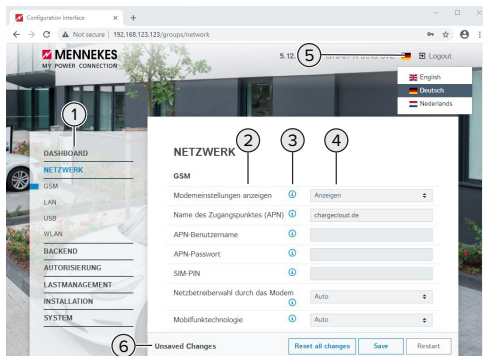 Configuration Interface
Not secure | 192.168.123.123/groups/network
MENNEKES
MY POWER CONNECTION
5.12.
5
Logout
English
Deutsch
Nederlands
1
2
3
4
DASHBOARD
NETZWERK
GSM
LAN
USB
WLAN
BACKEND
AUTORISIERUNG
LASTMANAGEMENT
INSTALLATION
SYSTEM
NETZWERK
GSM
Modemeinstellungen anzeigen Anzeigen
Name des Zugangspunktes (APN) chargecloud.de
APN-Benutzername
APN-Passwort
SIM-PIN
Netzbetreiberwahl durch das Modem Auto
Mobilfunktechnologie Auto
6
Unsaved Changes Reset all changes Save Restart